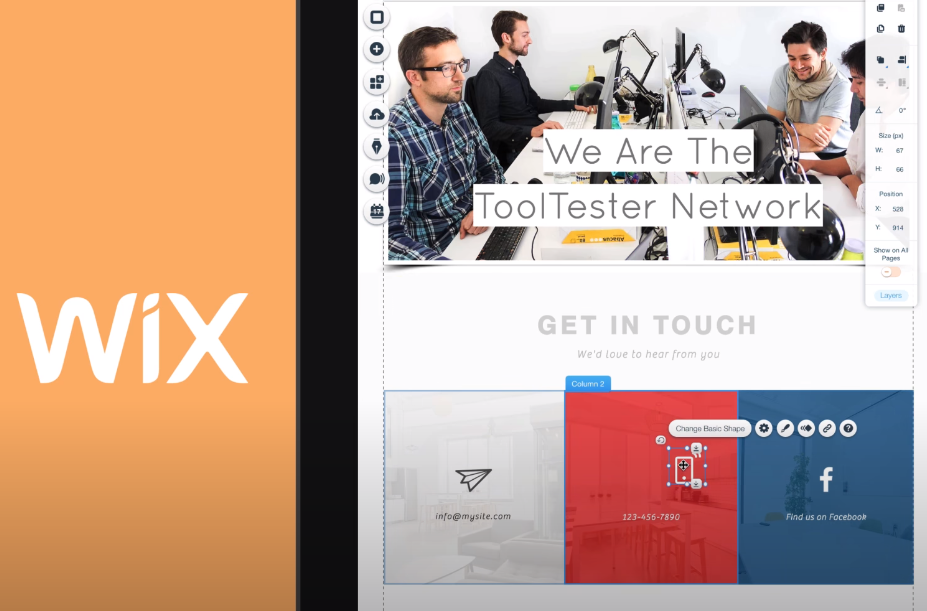 WiX
We Are The
ToolTester Network
0°
Size (px)
W: 67
H: 66
Position
X: 528
Y: 914
Show on All
Pages
Layers
GET IN TOUCH
We'd love to hear from you
Column 2
Change Basic Shape
info@mysite.com
123-456-7890
Find us on Facebook